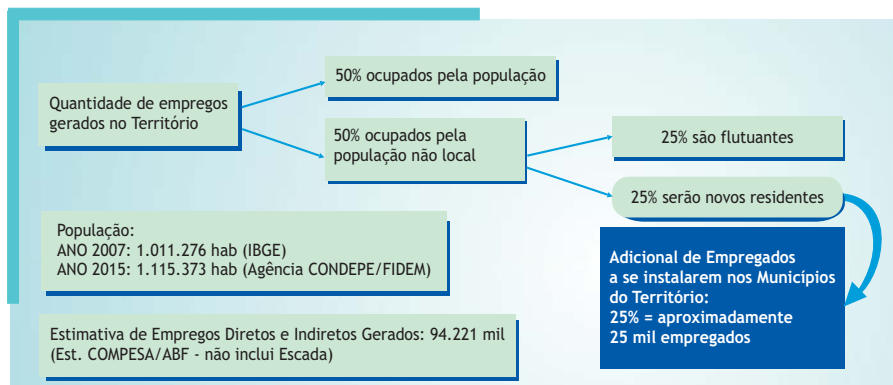 50% ocupados pela população
Quantidade de empregos
gerados no Território
50% ocupados pela
população não local
25% são flutuantes
25% serão novos residentes
População:
ANO 2007: 1.011.276 hab (IBGE)
ANO 2015: 1.115.373 hab (Agência CONDEPE/FIDEM)
Adicional de Empregados
a se instalarem nos Municípios
do Território:
25% = aproximadamente
25 mil empregados
Estimativa de Empregos Diretos e Indiretos Gerados: 94.221 mil
(Est. COMPESA/ABF - não inclui Escada)